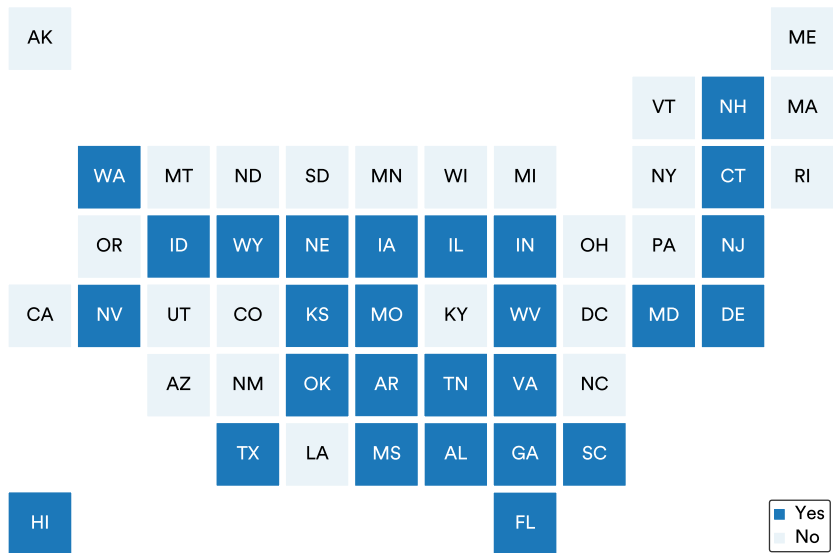 AK ME
VT NH MA
WA MT ND SD MN WI MI NY CT RI
OR ID WY NE IA IL IN OH PA NJ
CA NV UT CO KS MO KY WV DC MD DE
AZ NM OK AR TN VA NC
TX LA MS AL GA SC
HI FL
Yes
No